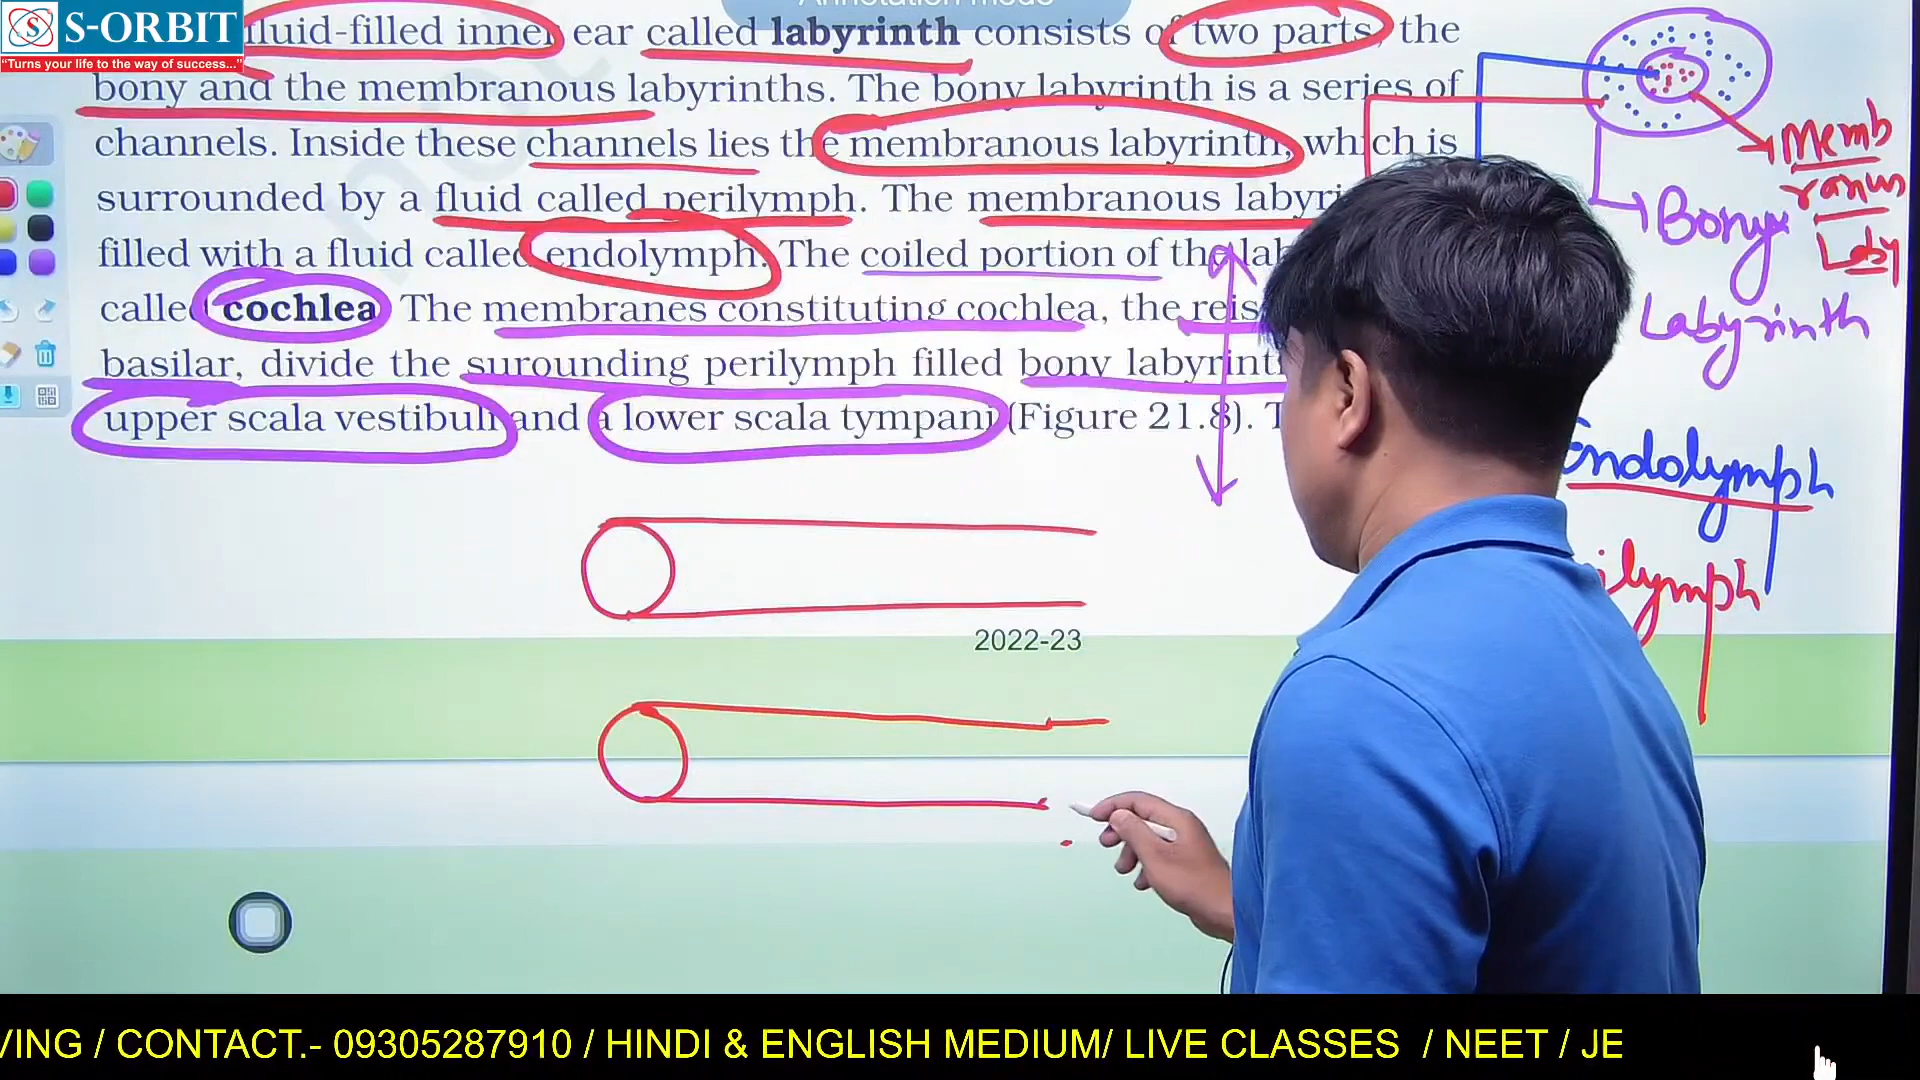 Annotation mode
S-ORBIT
"Turns your life to the way of success..."
fluid-filled inner ear called labyrinth consists of two parts, the
bony and the membranous labyrinths. The bony labyrinth is a series of
channels. Inside these channels lies the membranous labyrinth, which is
surrounded by a fluid called perilymph. The membranous labyri
filled with a fluid called endolymph. The coiled portion of the lab
called cochlea. The membranes constituting cochlea, the reis
basilar, divide the surounding perilymph filled bony labyrint
upper scala vestibuli and a lower scala tympani (Figure 21.8). T
Memb
ranus
Laby
Bony
Labyrinth
Endolymph
ilymph
2022-23
VING / CONTACT.- 09305287910 / HINDI & ENGLISH MEDIUM/ LIVE CLASSES / NEET / JE